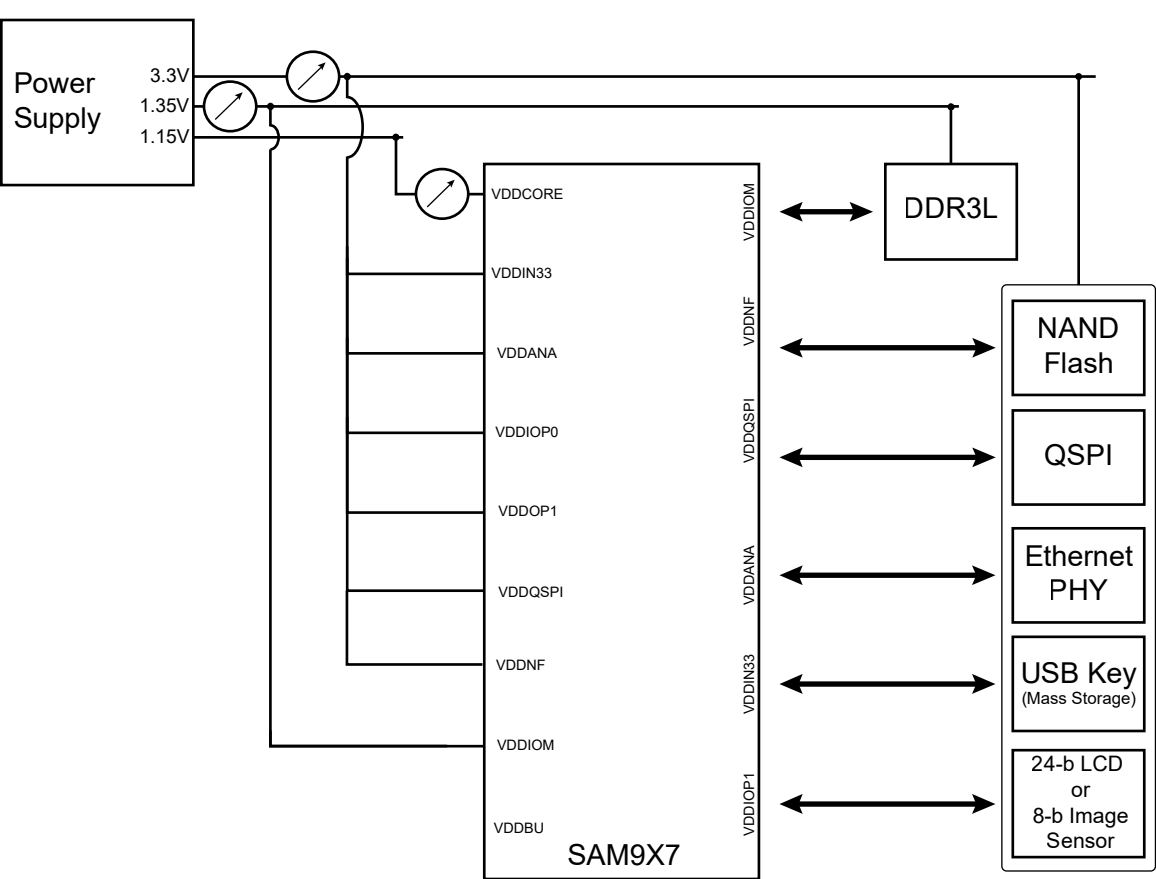 Power
Supply
3.3V
1.35V
1.15V
VDDCORE
VDDIN33
VDDANA
VDDIOP0
VDDOP1
VDDQSPI
VDDNF
VDDIOM
VDDBU
SAM9X7
VDDIOM
VDDNF
VDDQSPI
VDDANA
VDDIN33
VDDIOP1
DDR3L
NAND
Flash
QSPI
Ethernet
PHY
USB Key
(Mass Storage)
24-b LCD
or
8-b Image
Sensor